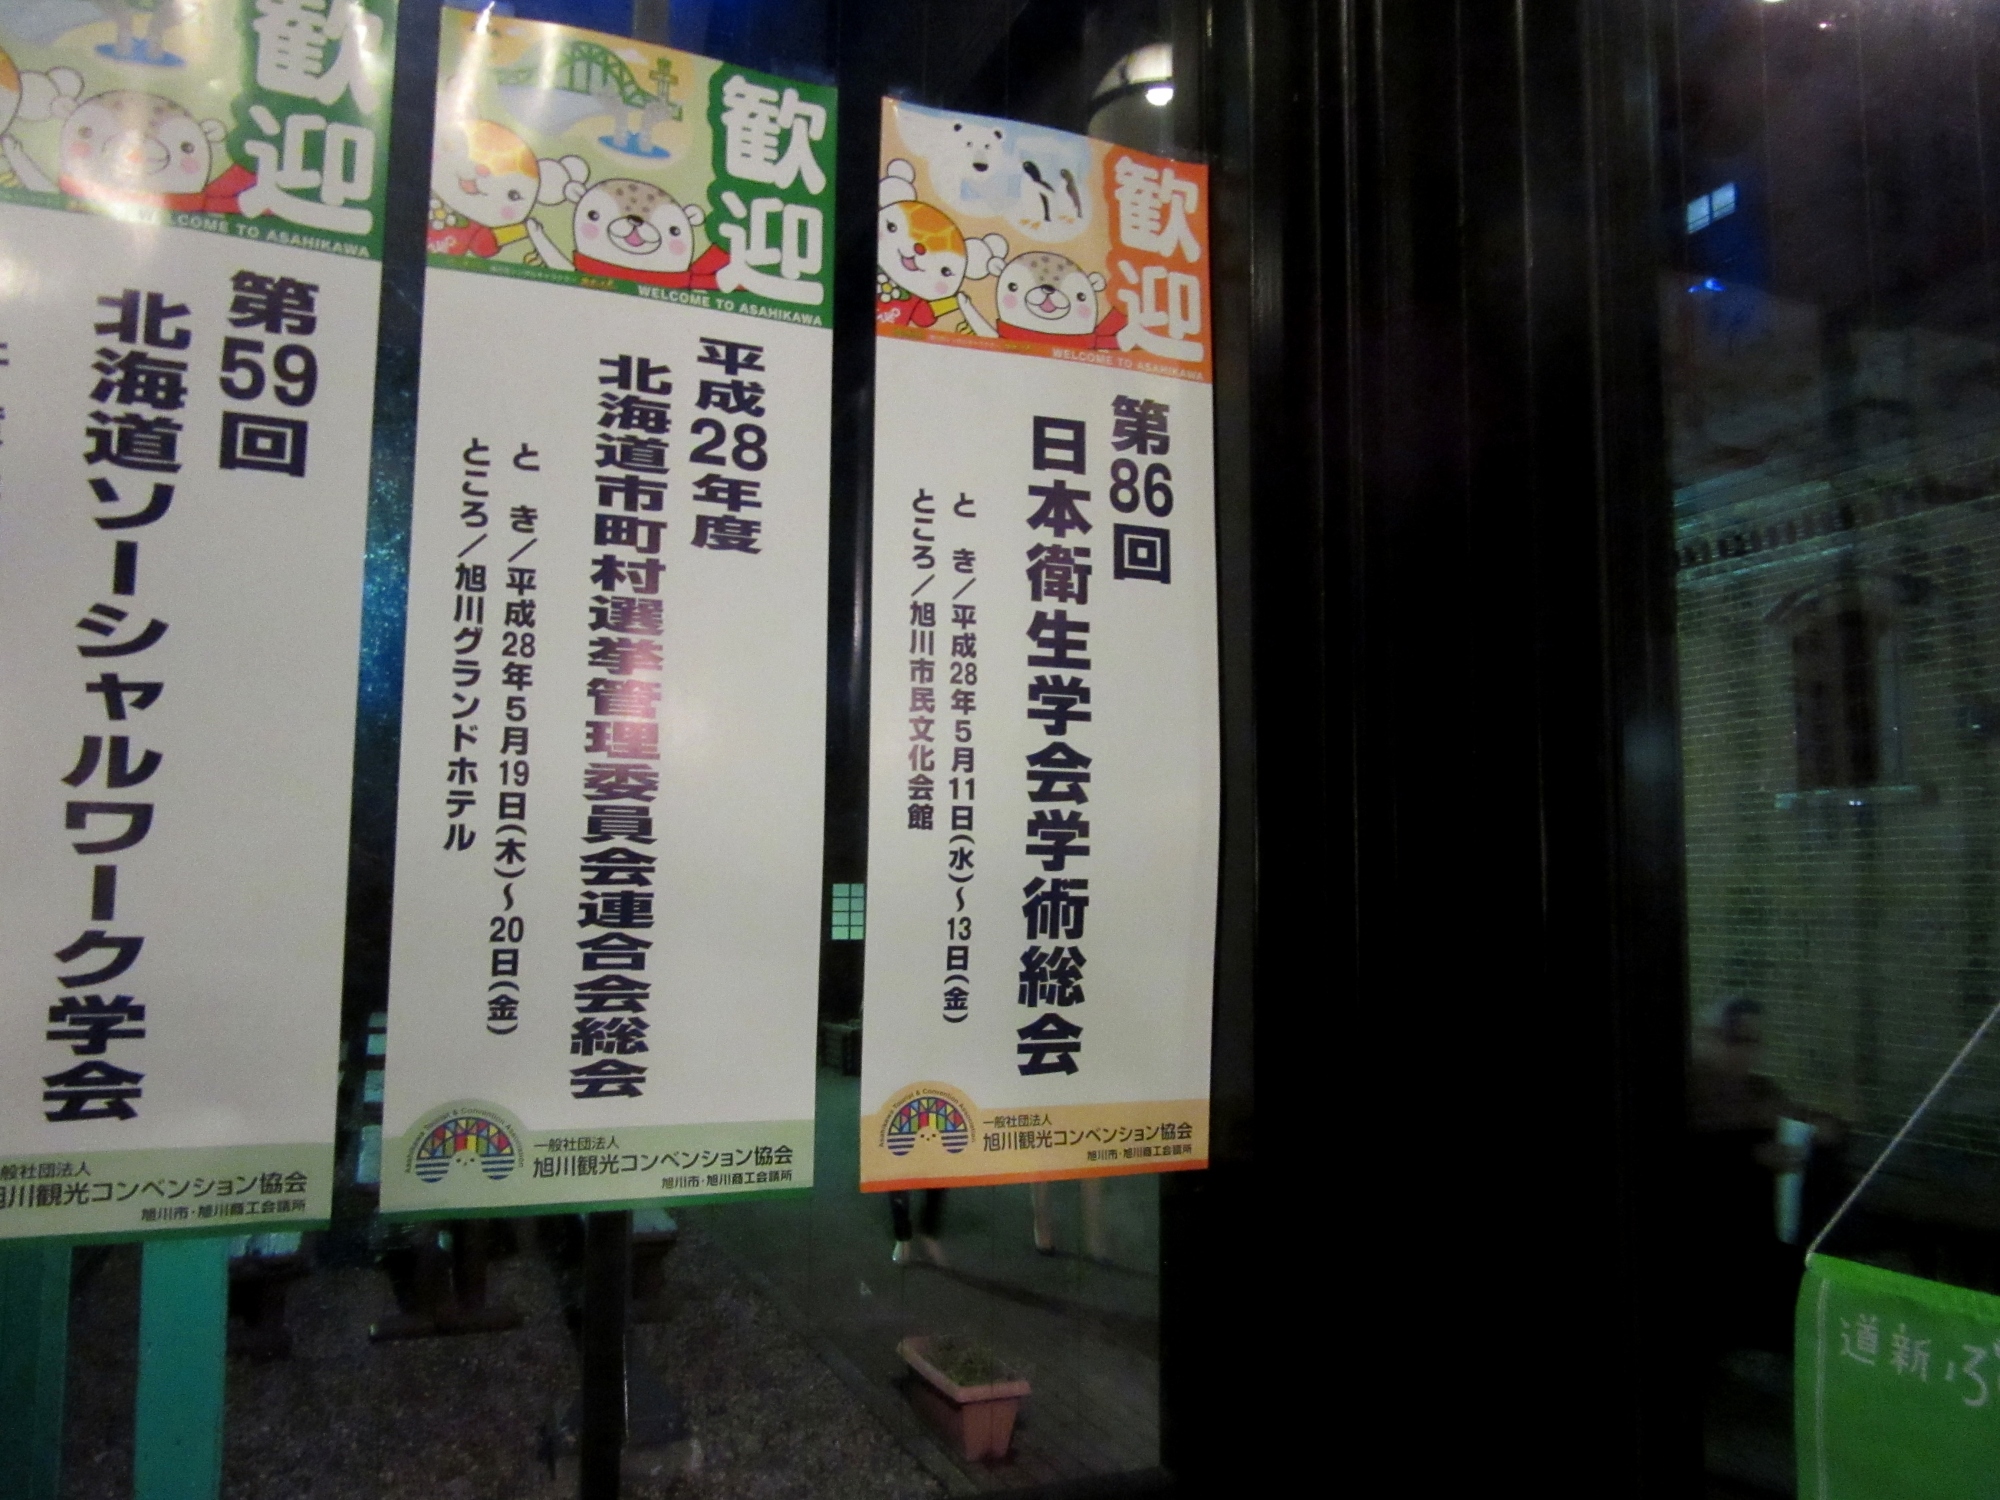 歓迎
WELCOME TO ASAHIKAWA
第86回
日本衛生学会学術総会
と き/平成28年5月11日(水)~13日(金)
ところ/旭川市民文化会館
Asahikawa Tourist & Convention Association
一般社団法人
旭川観光コンベンション協会
旭川市・旭川商工会議所
歓迎
WELCOME TO ASAHIKAWA
平成28年度
北海道市町村選挙管理委員会連合会総会
と き/平成28年5月19日(木)~20日(金)
ところ/旭川グランドホテル
Asahikawa Tourist & Convention Association
一般社団法人
旭川観光コンベンション協会
旭川市・旭川商工会議所
歓迎
WELCOME TO ASAHIKAWA
第59回
北海道ソーシャルワーク学会
般社団法人
旭川観光コンベンション協会
旭川市・旭川商工会議所
道新ぶ